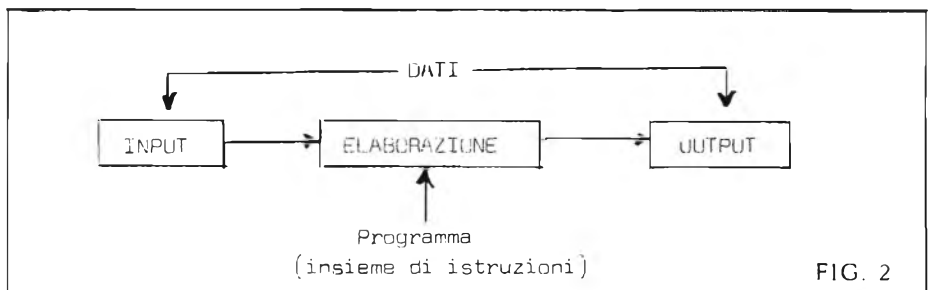 DATI
INPUT ELABORAZIONE OUTPUT
Programma
(insieme di istruzioni)
FIG. 2